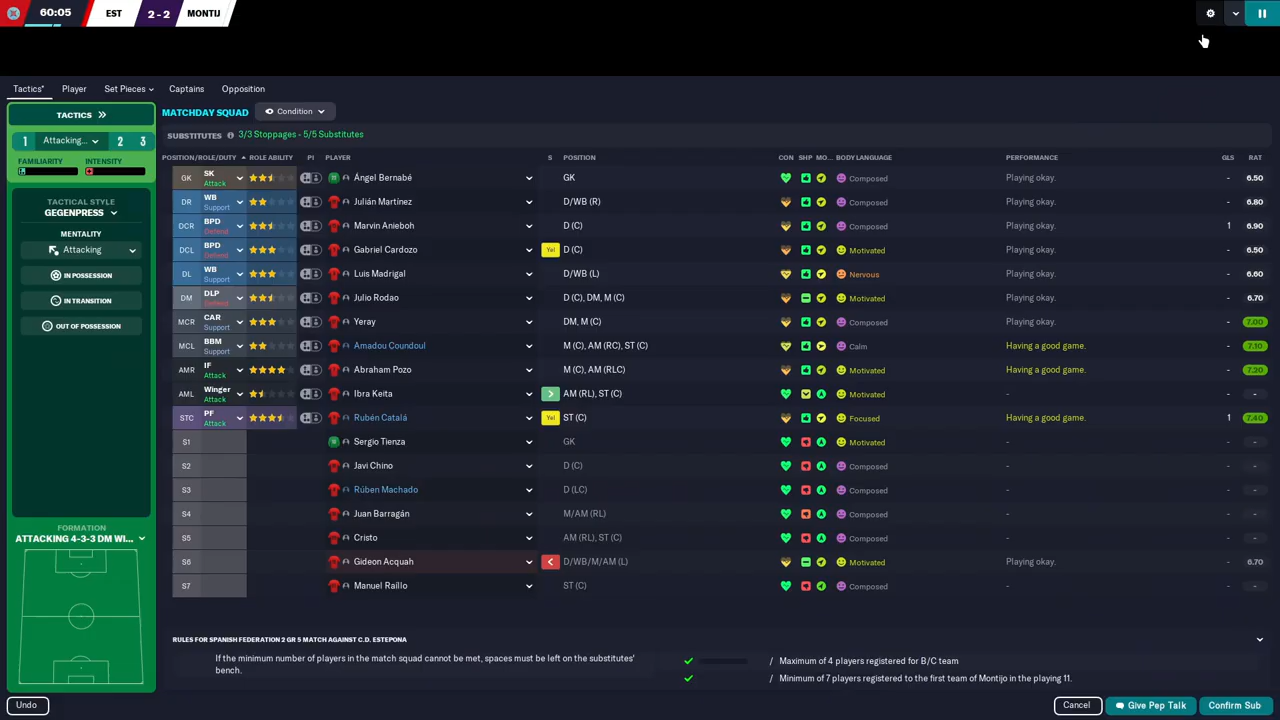 60:05 EST 2 - 2 MONTIJ
Tactics* Player Set Pieces Captains Opposition
TACTICS
1 Attacking... 2 3
FAMILIARITY INTENSITY
TACTICAL STYLE
GEGENPRESS
MENTALITY
Attacking
IN POSSESSION
IN TRANSITION
OUT OF POSSESSION
FORMATION
ATTACKING 4-3-3 DM WI...
MATCHDAY SQUAD Condition
SUBSTITUTES 3/3 Stoppages - 5/5 Substitutes
POSITION/ROLE/DUTY ROLE ABILITY PI PLAYER S POSITION CON SHP MO... BODY LANGUAGE PERFORMANCE GLS RAT
GK SK Attack Ángel Bernabé GK Composed Playing okay. - 6.50
DR WB Support Julián Martínez D/WB (R) Composed Playing okay. - 6.80
DCR BPD Defend Marvin Anieboh D (C) Composed Playing okay. 1 6.90
DCL BPD Defend Gabriel Cardozo Yel D (C) Motivated Playing okay. - 6.50
DL WB Support Luis Madrigal D/WB (L) Nervous Playing okay. - 6.60
DM DLP Defend Julio Rodao D (C), DM, M (C) Motivated Playing okay. - 6.70
MCR CAR Support Yeray DM, M (C) Composed Playing okay. - 7.00
MCL BBM Support Amadou Coundoul M (C), AM (RC), ST (C) Calm Having a good game. - 7.10
AMR IF Attack Abraham Pozo M (C), AM (RLC) Motivated Having a good game. - 7.20
AML Winger Attack Ibra Keita AM (RL), ST (C) Motivated - - -
STC PF Attack Rubén Catalá Yel ST (C) Focused Having a good game. 1 7.40
S1 Sergio Tienza GK Motivated - - -
S2 Javi Chino D (C) Composed - - -
S3 Rúben Machado D (LC) Composed - - -
S4 Juan Barragán M/AM (RL) Composed - - -
S5 Cristo AM (RL), ST (C) Composed - - -
S6 Gideon Acquah D/WB/M/AM (L) Motivated Playing okay. - 6.70
S7 Manuel Raíllo ST (C) Composed - - -
RULES FOR SPANISH FEDERATION 2 GR 5 MATCH AGAINST C.D. ESTEPONA
If the minimum number of players in the match squad cannot be met, spaces must be left on the substitutes'
bench.
/ Maximum of 4 players registered for B/C team
/ Minimum of 7 players registered to the first team of Montijo in the playing 11.
Undo Cancel Give Pep Talk Confirm Sub